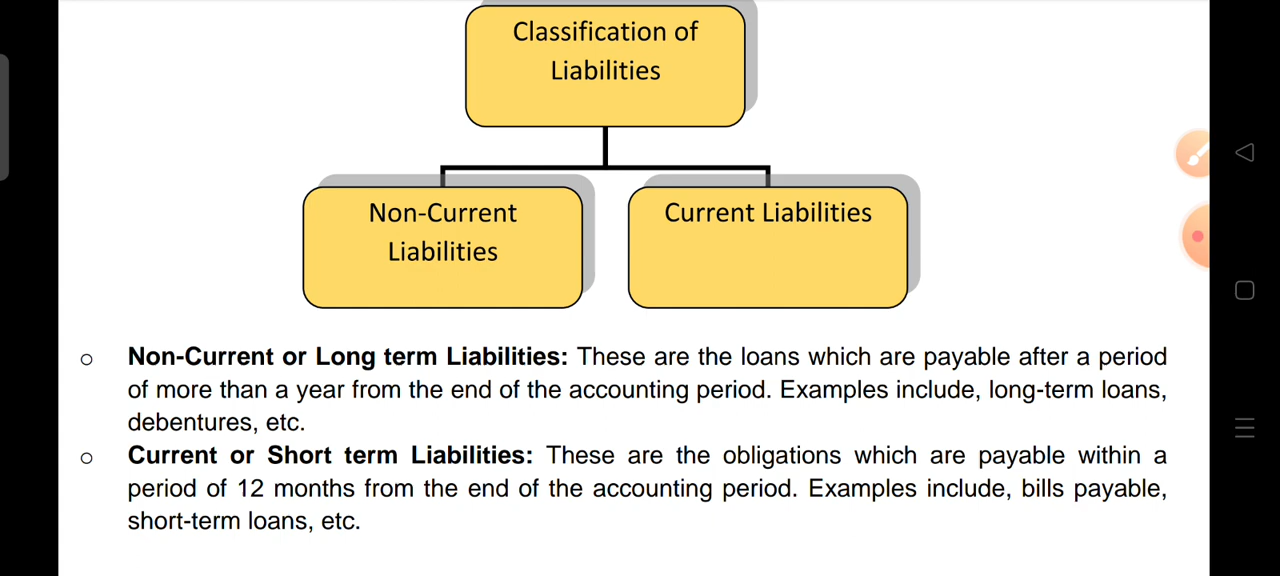 Classification of
Liabilities
Non-Current
Liabilities
Current Liabilities
o Non-Current or Long term Liabilities: These are the loans which are payable after a period
of more than a year from the end of the accounting period. Examples include, long-term loans,
debentures, etc.
o Current or Short term Liabilities: These are the obligations which are payable within a
period of 12 months from the end of the accounting period. Examples include, bills payable,
short-term loans, etc.